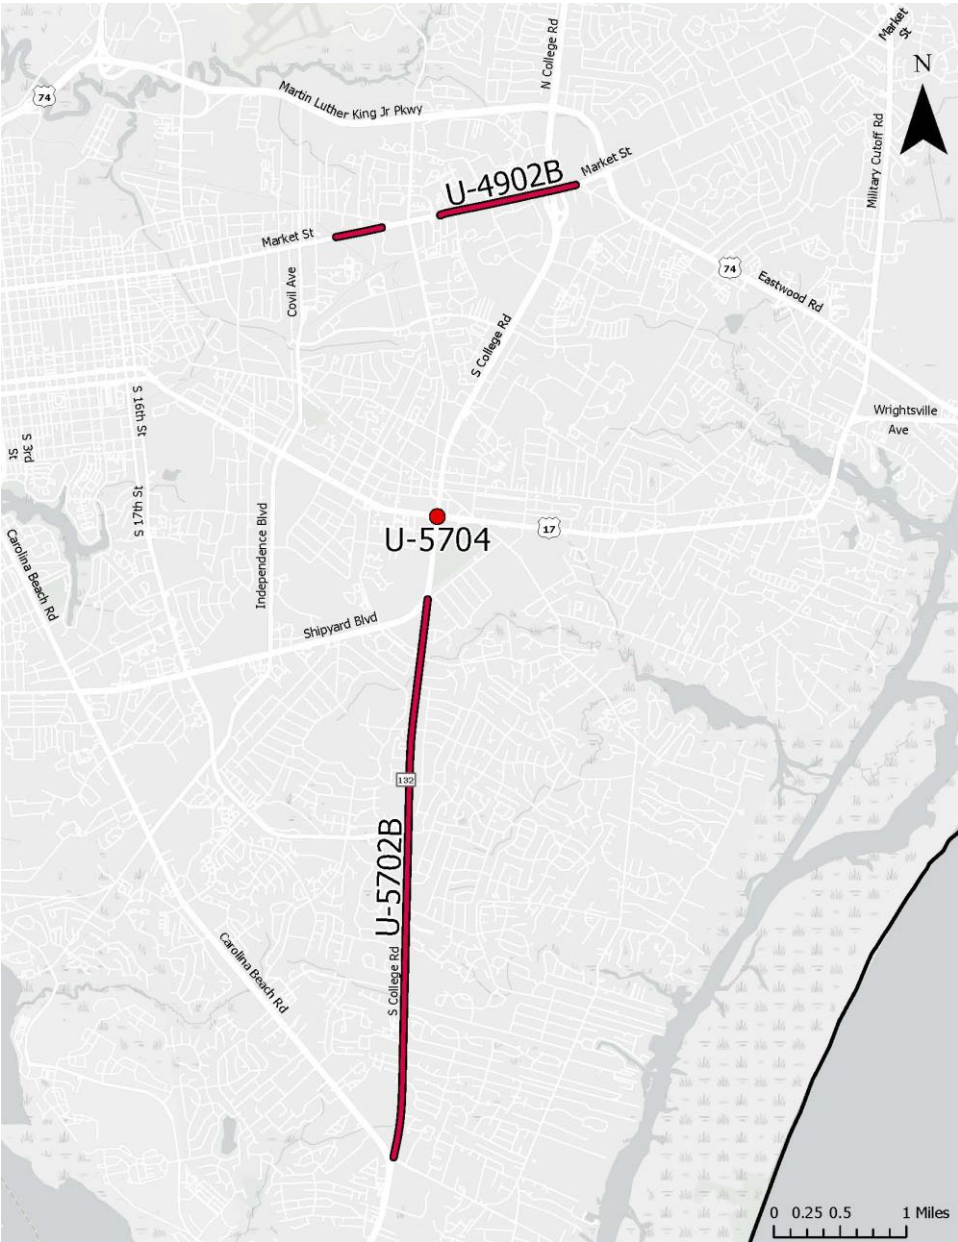 Market
St
N College Rd
N
74
Martin Luther King Jr Pkwy
Military Cutoff Rd
Market St
U-4902B
Market St
74
Covil Ave
Eastwood Rd
S College Rd
S 16th St
Wrightsville
Ave
S 3rd
St
S 17th St
Independence Blvd
17
U-5704
Carolina Beach Rd
Shipyard Blvd
132
U-5702B
Carolina Beach Rd
S College Rd
0 0.25 0.5 1 Miles